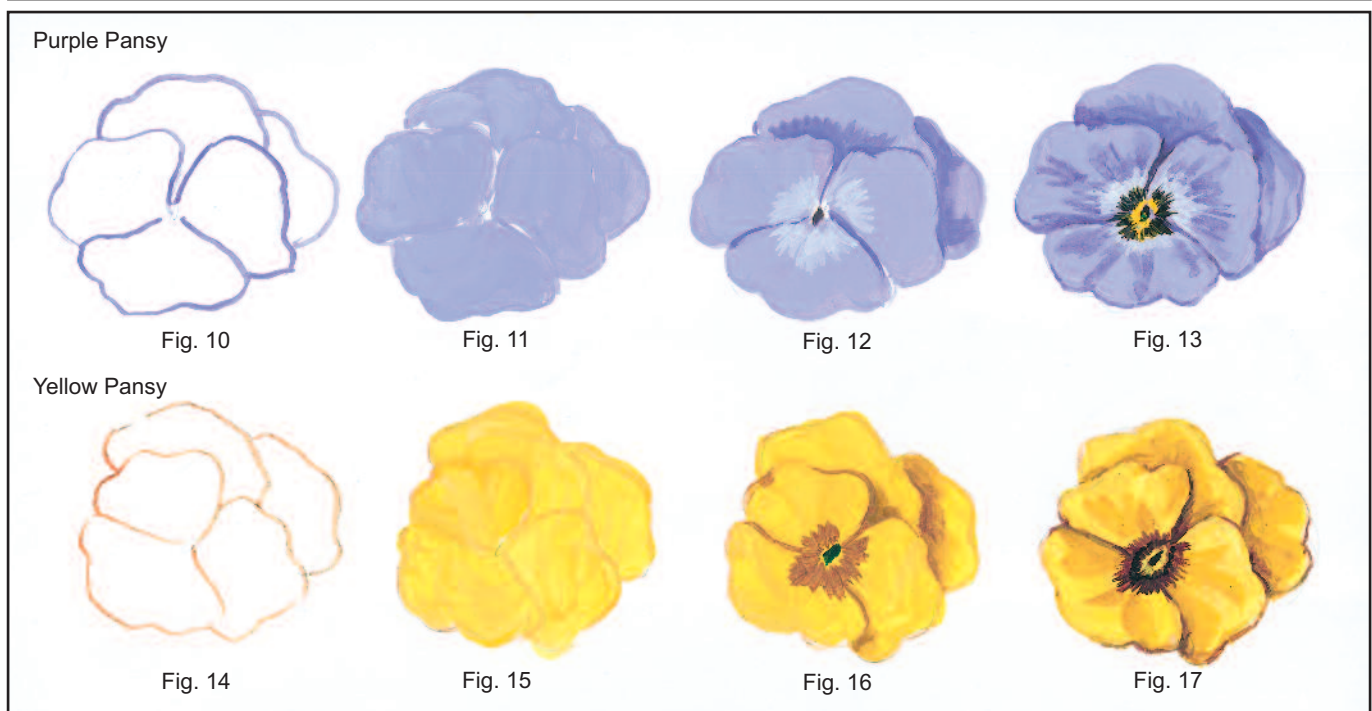 Purple Pansy
Fig. 10
Fig. 11
Fig. 12
Fig. 13
Yellow Pansy
Fig. 14
Fig. 15
Fig. 16
Fig. 17